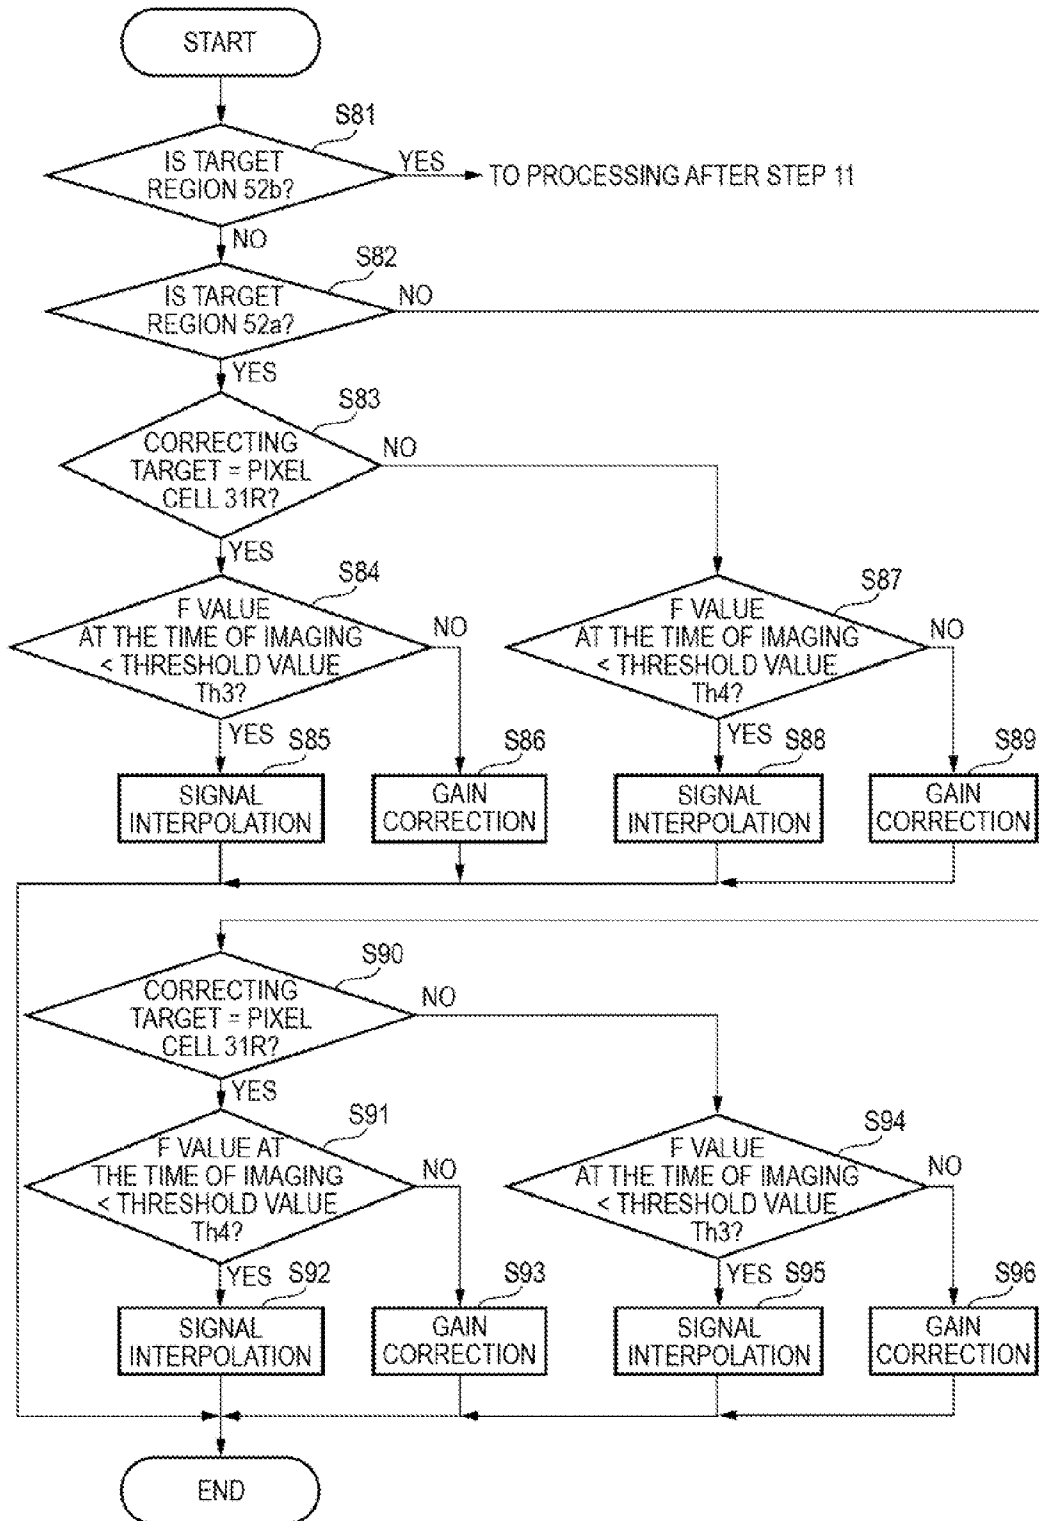 START
S81
IS TARGET
REGION 52b?
YES
TO PROCESSING AFTER STEP 11
NO
S82
IS TARGET
REGION 52a?
NO
YES
S83
CORRECTING
TARGET = PIXEL
CELL 31R?
NO
YES
S84
F VALUE
AT THE TIME OF IMAGING
< THRESHOLD VALUE
Th3?
NO
YES
S87
F VALUE
AT THE TIME OF IMAGING
< THRESHOLD VALUE
Th4?
NO
YES
S85
SIGNAL
INTERPOLATION
S86
GAIN
CORRECTION
S88
SIGNAL
INTERPOLATION
S89
GAIN
CORRECTION
S90
CORRECTING
TARGET = PIXEL
CELL 31R?
NO
YES
S91
F VALUE AT
THE TIME OF IMAGING
< THRESHOLD VALUE
Th4?
NO
YES
S94
F VALUE
AT THE TIME OF IMAGING
< THRESHOLD VALUE
Th3?
NO
YES
S92
SIGNAL
INTERPOLATION
S93
GAIN
CORRECTION
S95
SIGNAL
INTERPOLATION
S96
GAIN
CORRECTION
END